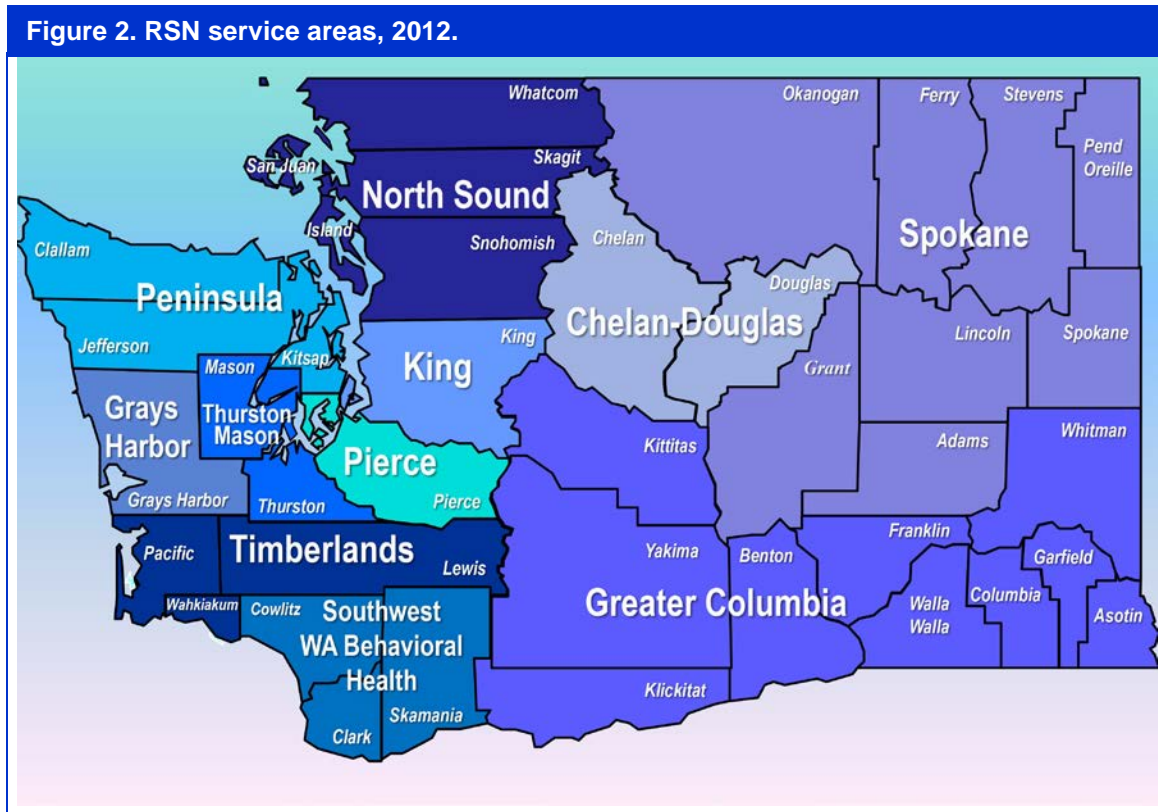 Figure 2. RSN service areas, 2012.
Whatcom
Okanogan
Ferry
Stevens
Pend
Oreille
San Juan
Skagit
North Sound
Island
Snohomish
Chelan
Spokane
Clallam
Peninsula
Douglas
Chelan-Douglas
Jefferson
Kitsap
King
King
Lincoln
Spokane
Mason
Grant
Thurston
Mason
Grays
Harbor
Whitman
Adams
Kittitas
Pierce
Pierce
Grays Harbor
Thurston
Franklin
Pacific
Timberlands
Lewis
Yakima
Benton
Garfield
Columbia
Greater Columbia
Walla
Walla
Asotin
Wahkiakum
Cowlitz
Southwest
WA Behavioral
Health
Klickitat
Skamania
Clark